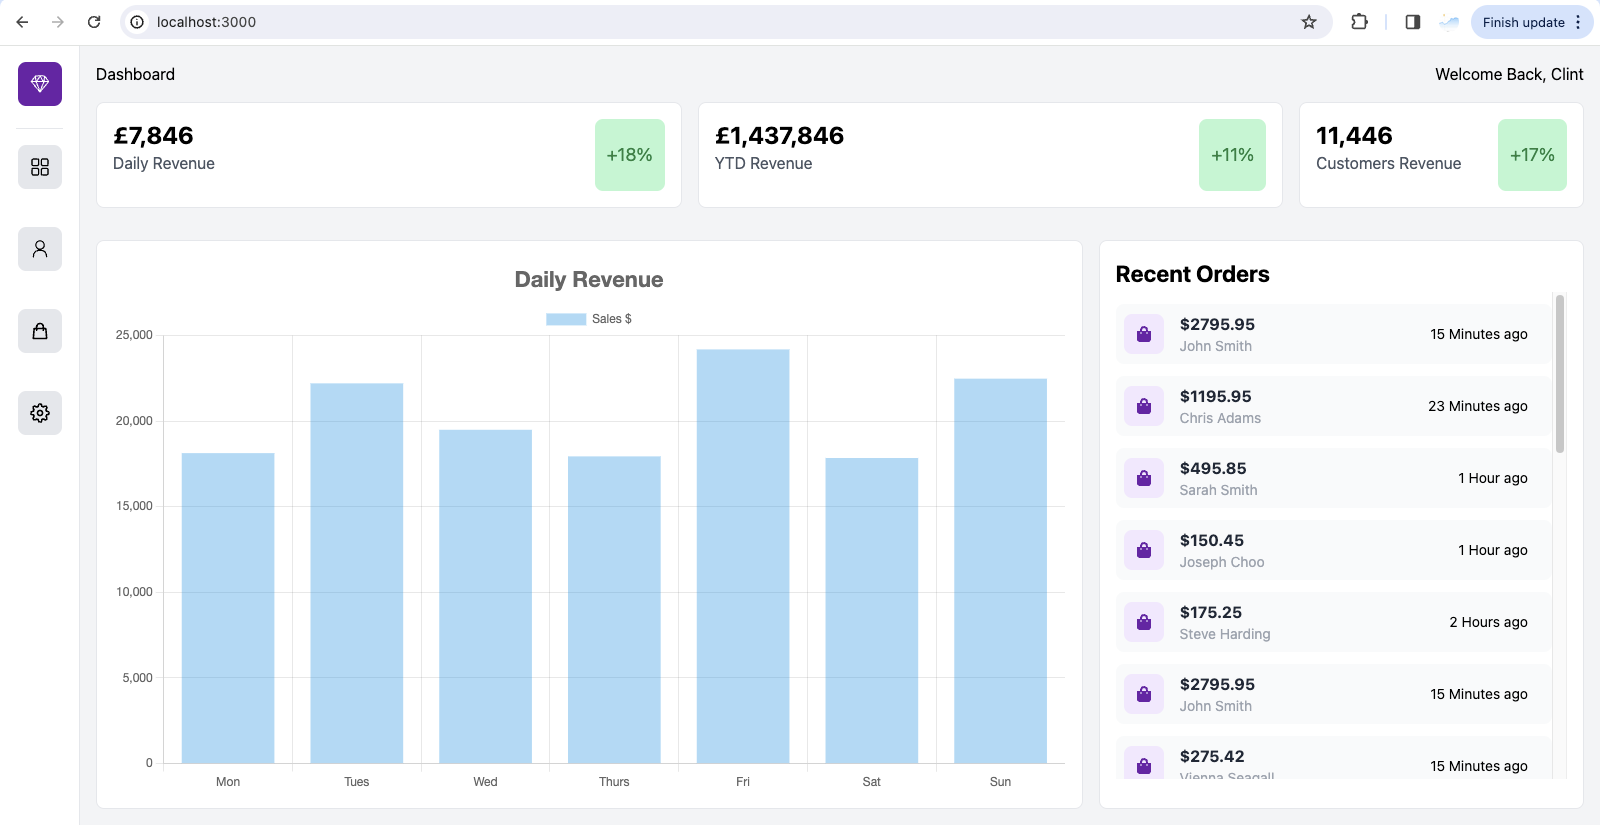 localhost:3000
Finish update
Dashboard
Welcome Back, Clint
£7,846
Daily Revenue
+18%
£1,437,846
YTD Revenue
+11%
11,446
Customers Revenue
+17%
Daily Revenue
Sales $
25,000
20,000
15,000
10,000
5,000
0
Mon Tues Wed Thurs Fri Sat Sun
Recent Orders
$2795.95
John Smith
15 Minutes ago
$1195.95
Chris Adams
23 Minutes ago
$495.85
Sarah Smith
1 Hour ago
$150.45
Joseph Choo
1 Hour ago
$175.25
Steve Harding
2 Hours ago
$2795.95
John Smith
15 Minutes ago
$275.42
Vienna Seagall
15 Minutes ago